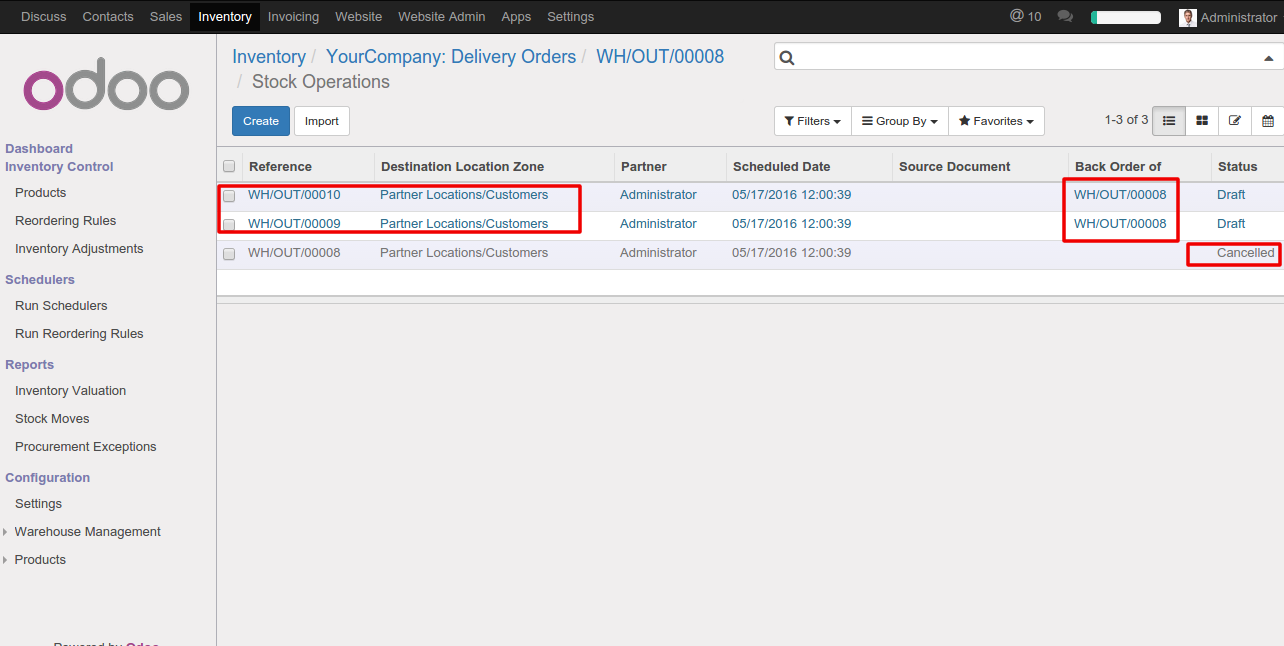 Discuss Contacts Sales Inventory Invoicing Website Website Admin Apps Settings @ 10 Administrator
odoo
Dashboard
Inventory Control
Products
Reordering Rules
Inventory Adjustments
Schedulers
Run Schedulers
Run Reordering Rules
Reports
Inventory Valuation
Stock Moves
Procurement Exceptions
Configuration
Settings
Warehouse Management
Products
Powered by Odoo
Inventory / YourCompany: Delivery Orders / WH/OUT/00008
/ Stock Operations
Create Import Filters Group By Favorites 1-3 of 3
Reference Destination Location Zone Partner Scheduled Date Source Document Back Order of Status
WH/OUT/00010 Partner Locations/Customers Administrator 05/17/2016 12:00:39 WH/OUT/00008 Draft
WH/OUT/00009 Partner Locations/Customers Administrator 05/17/2016 12:00:39 WH/OUT/00008 Draft
WH/OUT/00008 Partner Locations/Customers Administrator 05/17/2016 12:00:39 Cancelled